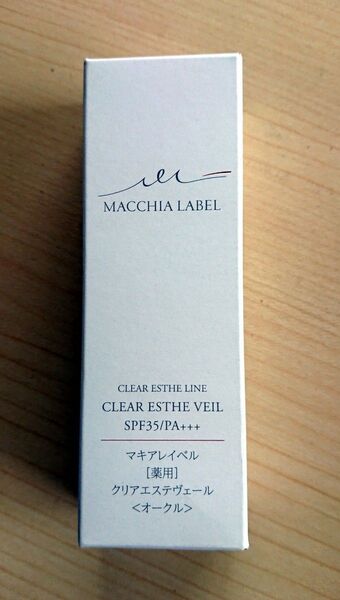 MACCHIA LABEL
CLEAR ESTHE LINE
CLEAR ESTHE VEIL
SPF35/PA+++
マキアレイベル
[薬用]
クリアエステヴェール
<オークル>